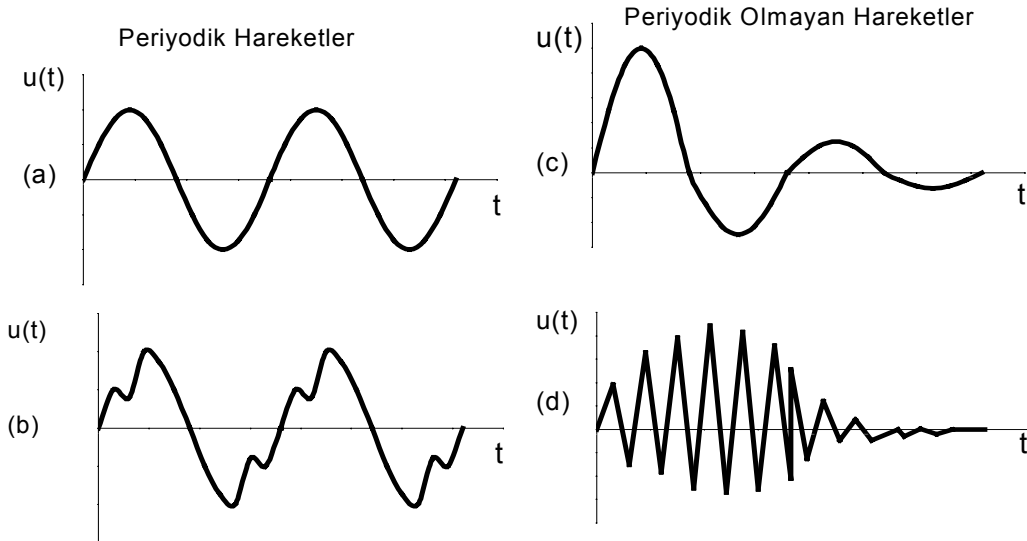 Periyodik Hareketler
u(t)
(a)
t
u(t)
(b)
t
Periyodik Olmayan Hareketler
u(t)
(c)
t
u(t)
(d)
t